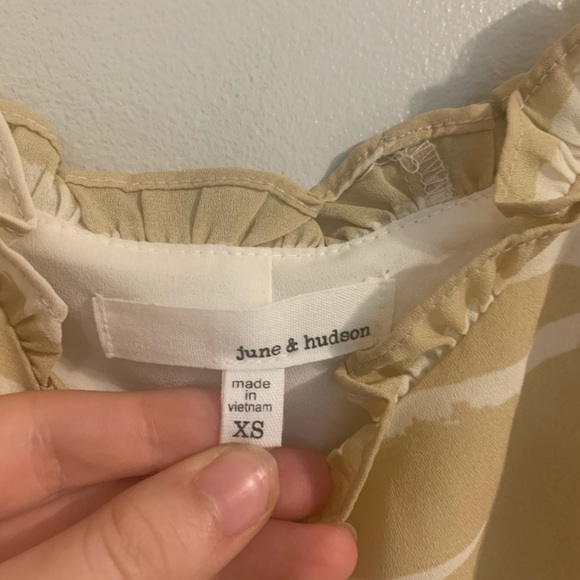 june & hudson
made
in
vietnam
XS